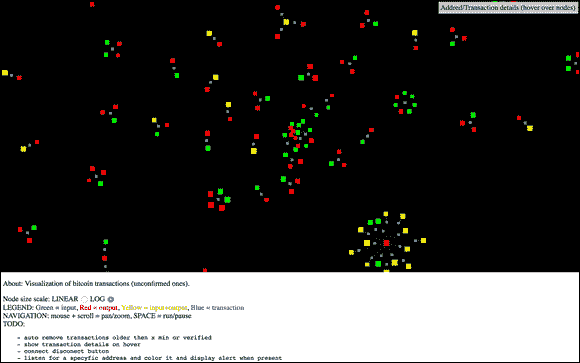 Addred/Transaction details (hover over nodes)
About: Visualization of bitcoin transactions (unconfirmed ones).
Node size scale: LINEAR LOG
LEGEND: Green = input, Red = output, Yellow = input+output, Blue = transaction
NAVIGATION: mouse + scroll = pan/zoom, SPACE = run/pause
TODO:
- auto remove transactions older then x min or verified
- show transaction details on hover
- connect disconnect button
- listen for a specyfic address and color it and display alert when present